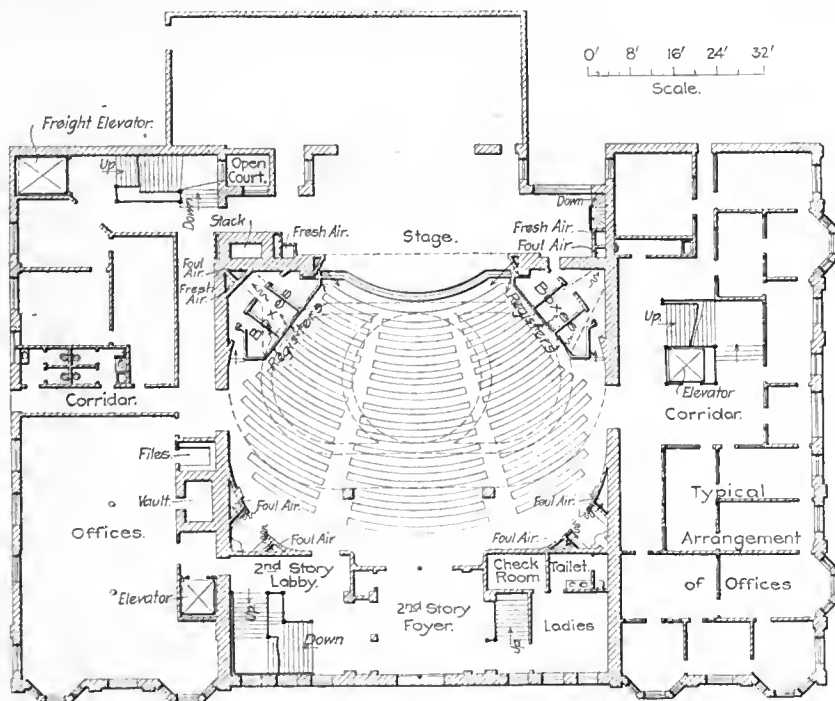 0' 8' 16' 24' 32'
Scale.
Freight Elevator.
Up.
Open
Court.
Down.
Down
Stack
Fresh Air.
Stage.
Fresh Air.
Foul Air
Foul
Air.
Fresh
Air.
Boxes
Registers
Boxes
Registers
Up.
Elevator
Corridor.
Corridor.
Files.
Vault.
Offices.
Foul Air.
Foul Air
Foul Air.
Foul Air.
Typical
Arrangement
of Offices
2nd Story
Lobby.
Check
Room
Toilet.
Elevator
Up.
Down
2nd Story
Foyer.
Up
Ladies